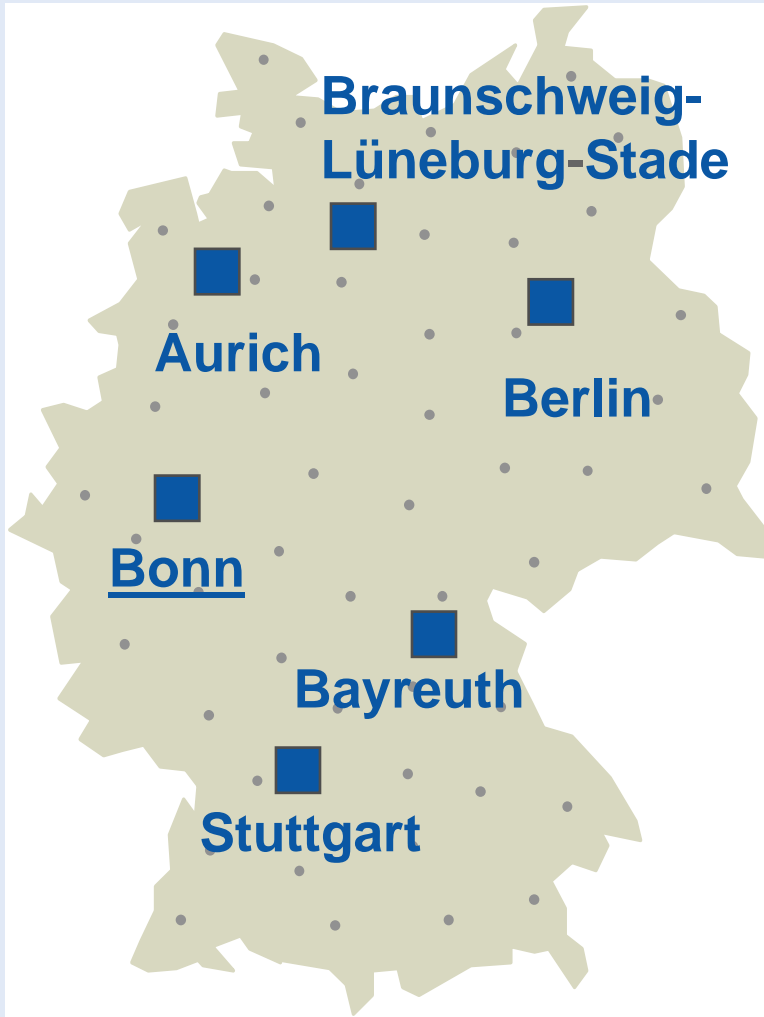 Braunschweig-
Lüneburg-Stade
Aurich
Berlin
Bonn
Bayreuth
Stuttgart